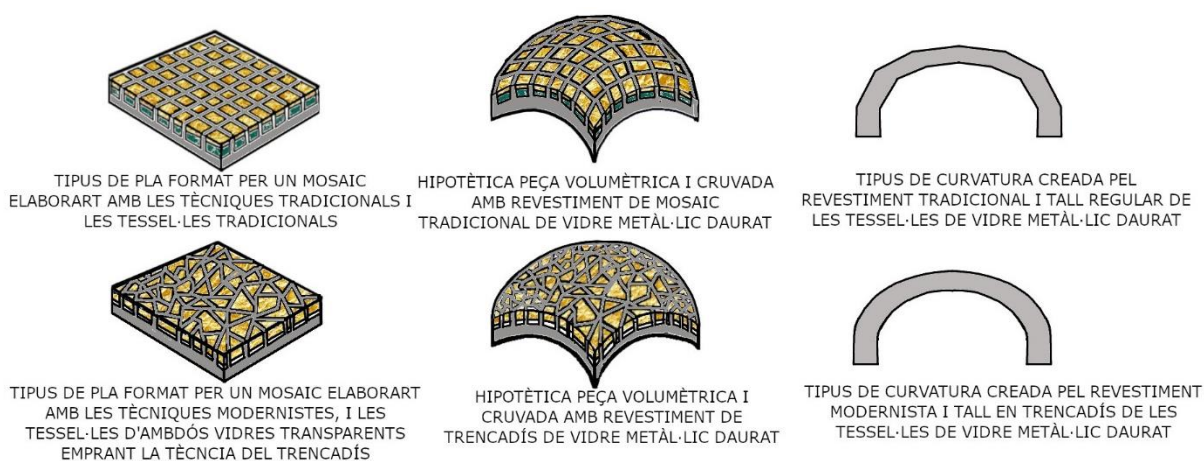 TIPUS DE PLA FORMAT PER UN MOSAIC
ELABORART AMB LES TÈCNIQUES TRADICIONALS I
LES TESSEL·LES TRADICIONALS
HIPOTÈTICA PEÇA VOLUMÈTRICA I CRUVADA
AMB REVESTIMENT DE MOSAIC
TRADICIONAL DE VIDRE METÀL·LIC DAURAT
TIPUS DE CURVATURA CREADA PEL
REVESTIMENT TRADICIONAL I TALL REGULAR DE
LES TESSEL·LES DE VIDRE METÀL·LIC DAURAT
TIPUS DE PLA FORMAT PER UN MOSAIC ELABORART
AMB LES TÈCNIQUES MODERNISTES, I LES
TESSEL·LES D'AMBDÓS VIDRES TRANSPARENTS
EMPRANT LA TÈCNCIA DEL TRENCADÍS
HIPOTÈTICA PEÇA VOLUMÈTRICA I
CRUVADA AMB REVESTIMENT DE
TRENCADÍS DE VIDRE METÀL·LIC DAURAT
TIPUS DE CURVATURA CREADA PEL REVESTIMENT
MODERNISTA I TALL EN TRENCADÍS DE LES
TESSEL·LES DE VIDRE METÀL·LIC DAURAT